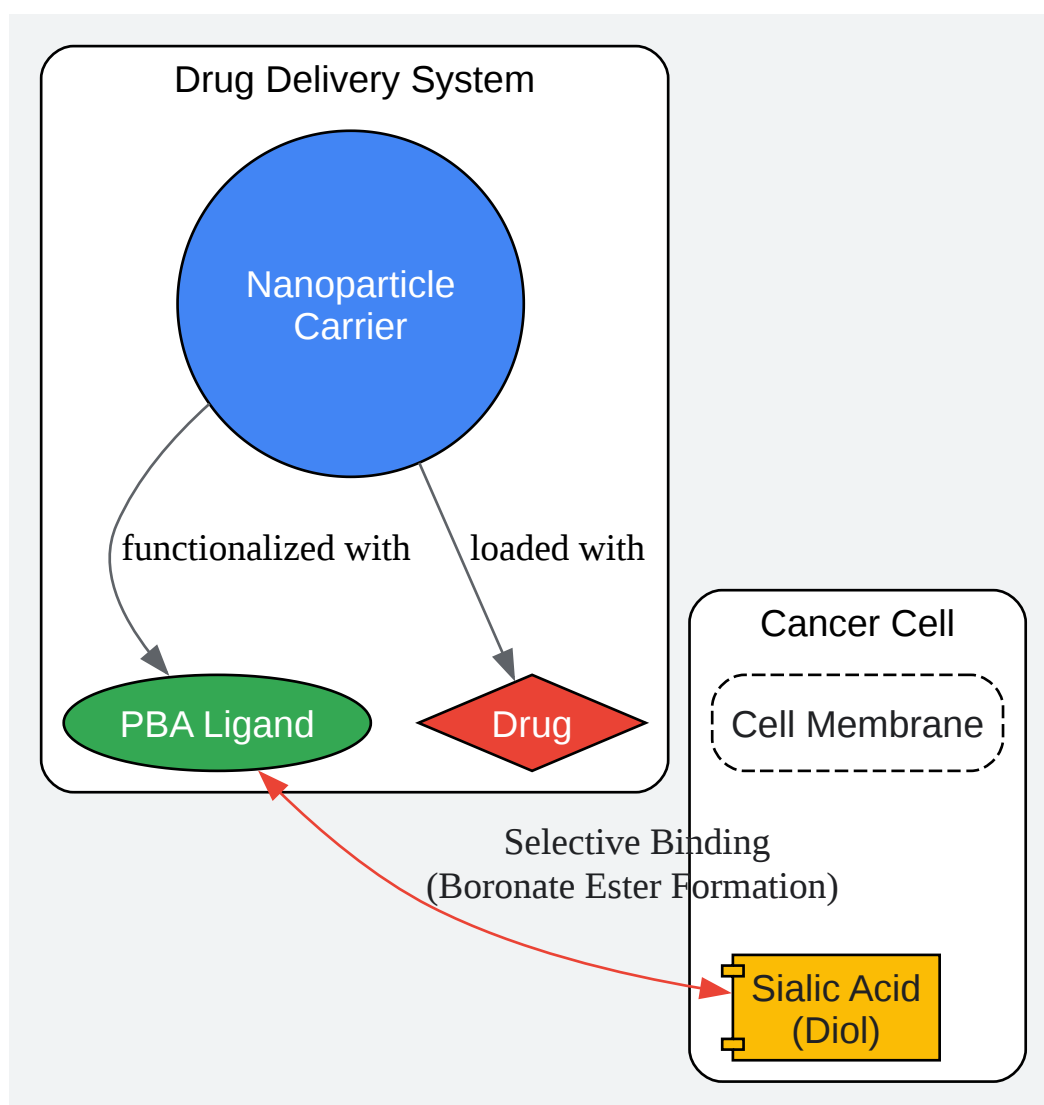 Drug Delivery System
Nanoparticle
Carrier
functionalized with
loaded with
PBA Ligand
Drug
Cancer Cell
Cell Membrane
Selective Binding
(Boronate Ester Formation)
Sialic Acid
(Diol)